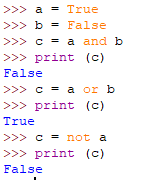 >>> a = True
>>> b = False
>>> c = a and b
>>> print (c)
False
>>> c = a or b
>>> print (c)
True
>>> c = not a
>>> print (c)
False